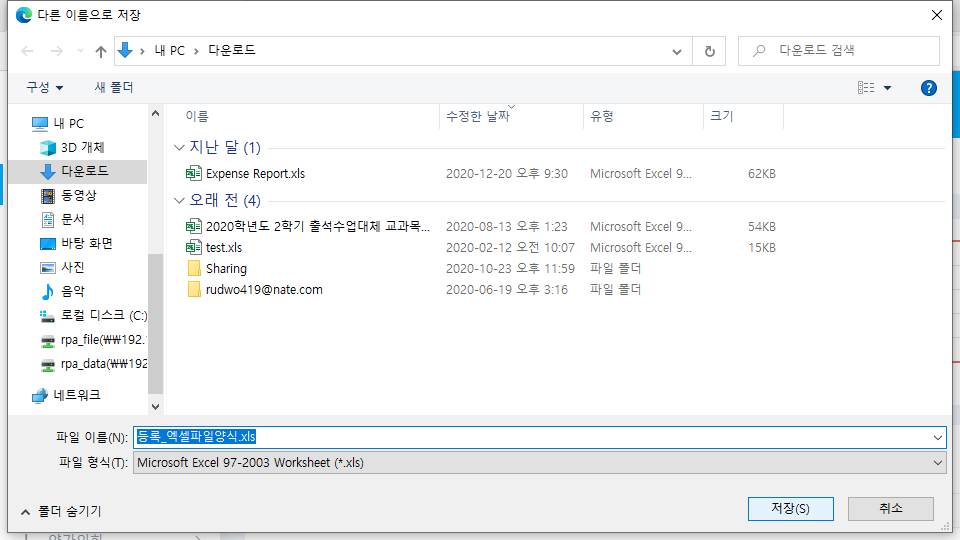 다른 이름으로 저장
내 PC > 다운로드
다운로드 검색
구성 새 폴더
이름 수정한 날짜 유형 크기
내 PC
3D 개체
다운로드
동영상
문서
바탕 화면
사진
음악
로컬 디스크 (C:)
rpa_file(₩₩192.1
rpa_data(₩₩192
네트워크
지난 달 (1)
Expense Report.xls 2020-12-20 오후 9:30 Microsoft Excel 9... 62KB
오래 전 (4)
2020학년도 2학기 출석수업대체 교과목... 2020-08-13 오후 1:23 Microsoft Excel 9... 54KB
test.xls 2020-02-12 오전 10:07 Microsoft Excel 9... 15KB
Sharing 2020-10-23 오후 11:59 파일 폴더
rudwo419@nate.com 2020-06-19 오후 3:16 파일 폴더
파일 이름(N): 등록_엑셀파일양식.xls
파일 형식(T): Microsoft Excel 97-2003 Worksheet (*.xls)
폴더 숨기기
저장(S) 취소